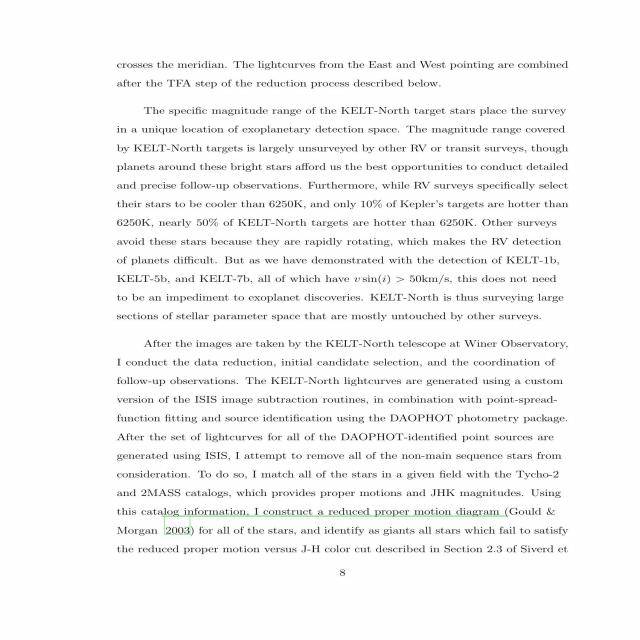 crosses the meridian. The lightcurves from the East and West pointing are combined
after the TFA step of the reduction process described below.
The specific magnitude range of the KELT-North target stars place the survey
in a unique location of exoplanetary detection space. The magnitude range covered
by KELT-North targets is largely unsurveyed by other RV or transit surveys, though
planets around these bright stars afford us the best opportunities to conduct detailed
and precise follow-up observations. Furthermore, while RV surveys specifically select
their stars to be cooler than 6250K, and only 10% of Kepler's targets are hotter than
6250K, nearly 50% of KELT-North targets are hotter than 6250K. Other surveys
avoid these stars because they are rapidly rotating, which makes the RV detection
of planets difficult. But as we have demonstrated with the detection of KELT-1b,
KELT-5b, and KELT-7b, all of which have v sin(i) > 50km/s, this does not need
to be an impediment to exoplanet discoveries. KELT-North is thus surveying large
sections of stellar parameter space that are mostly untouched by other surveys.
After the images are taken by the KELT-North telescope at Winer Observatory,
I conduct the data reduction, initial candidate selection, and the coordination of
follow-up observations. The KELT-North lightcurves are generated using a custom
version of the ISIS image subtraction routines, in combination with point-spread-
function fitting and source identification using the DAOPHOT photometry package.
After the set of lightcurves for all of the DAOPHOT-identified point sources are
generated using ISIS, I attempt to remove all of the non-main sequence stars from
consideration. To do so, I match all of the stars in a given field with the Tycho-2
and 2MASS catalogs, which provides proper motions and JHK magnitudes. Using
this catalog information, I construct a reduced proper motion diagram (Gould &
Morgan 2003) for all of the stars, and identify as giants all stars which fail to satisfy
the reduced proper motion versus J-H color cut described in Section 2.3 of Siverd et
8